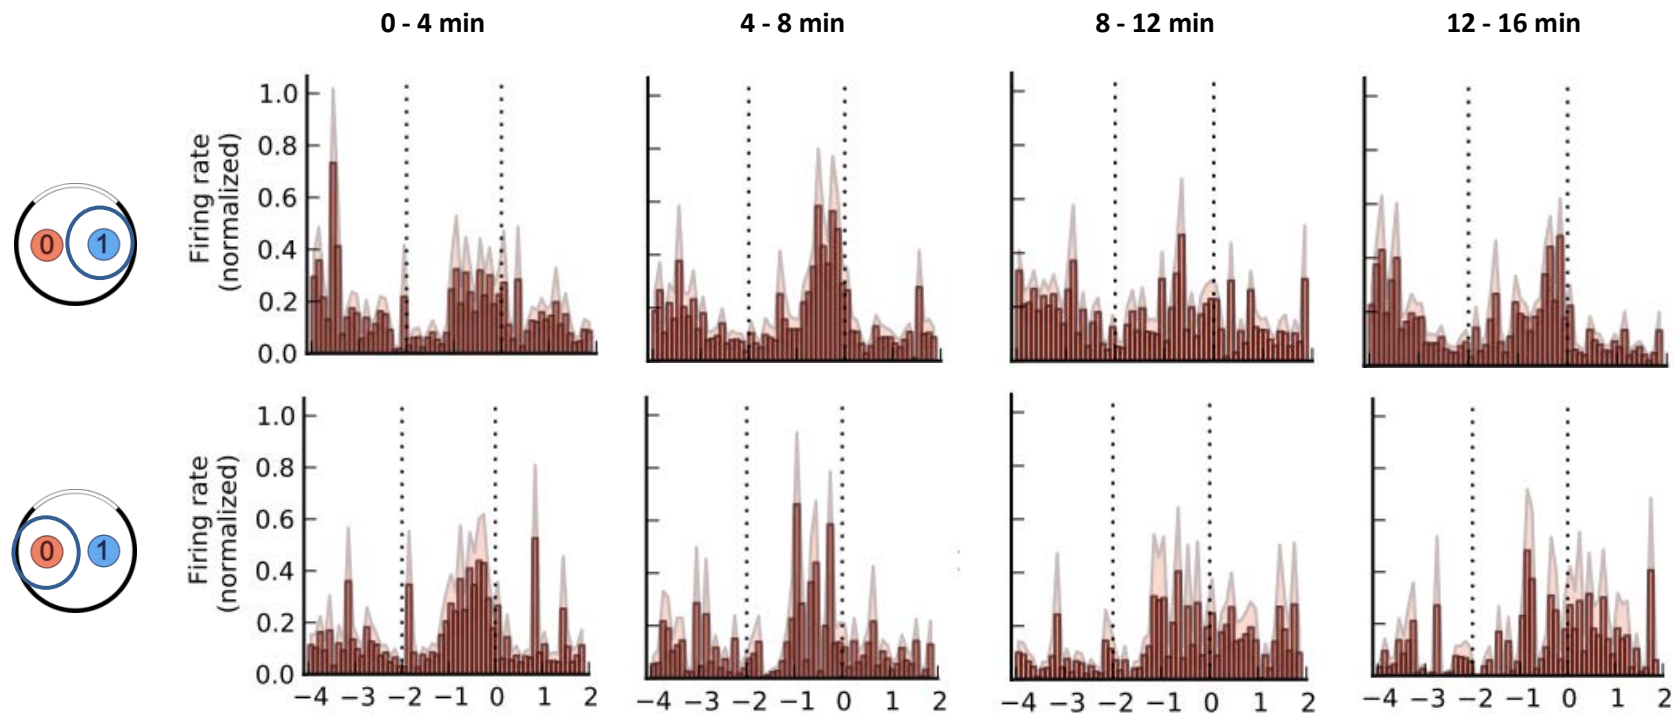 0 - 4 min
4 - 8 min
8 - 12 min
12 - 16 min
Firing rate
(normalized)
1.0
0.8
0.6
0.4
0.2
0.0
0 1
Firing rate
(normalized)
1.0
0.8
0.6
0.4
0.2
0.0
0 1
−4 −3 −2 −1 0 1 2
−4 −3 −2 −1 0 1 2
−4 −3 −2 −1 0 1 2
−4 −3 −2 −1 0 1 2